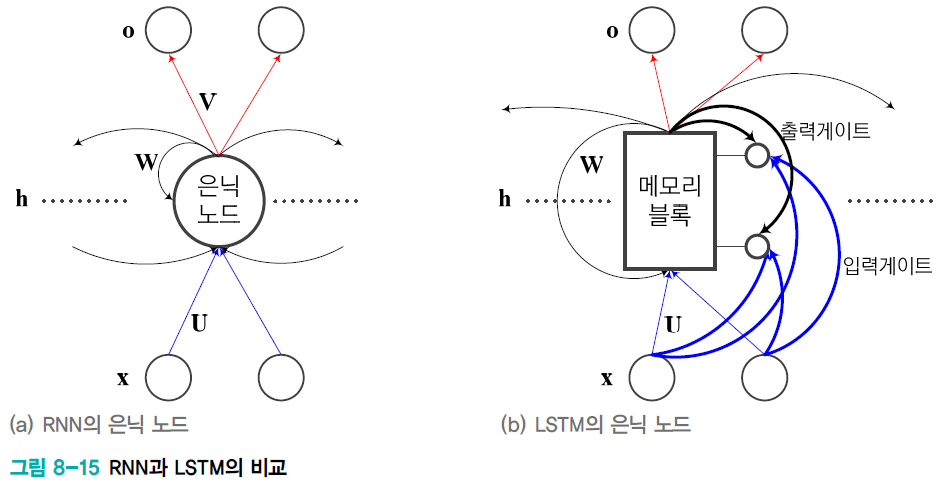 o
V
W
h
은닉
노드
U
x
(a) RNN의 은닉 노드
o
출력게이트
W
h
메모리
블록
입력게이트
U
x
(b) LSTM의 은닉 노드
그림 8-15 RNN과 LSTM의 비교